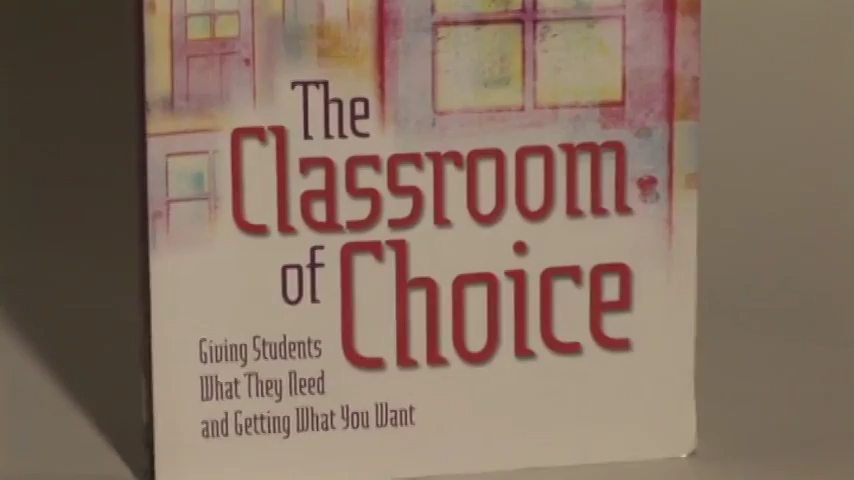 The
Classroom
of Choice
Giving Students
What They Need
and Getting What You Want